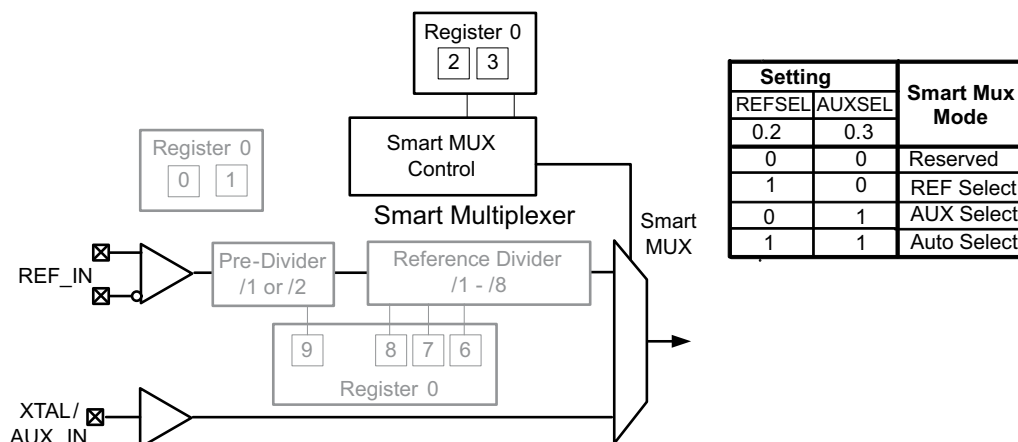 Register 0
2 3
Smart MUX
Control
Register 0
0 1
Smart Multiplexer
Smart
MUX
REF_IN
Pre-Divider
/1 or /2
Reference Divider
/1 - /8
9 8 7 6
Register 0
XTAL/
AUX_IN
Setting
Smart Mux
Mode
REFSEL AUXSEL
0.2 0.3
0 0 Reserved
1 0 REF Select
0 1 AUX Select
1 1 Auto Select